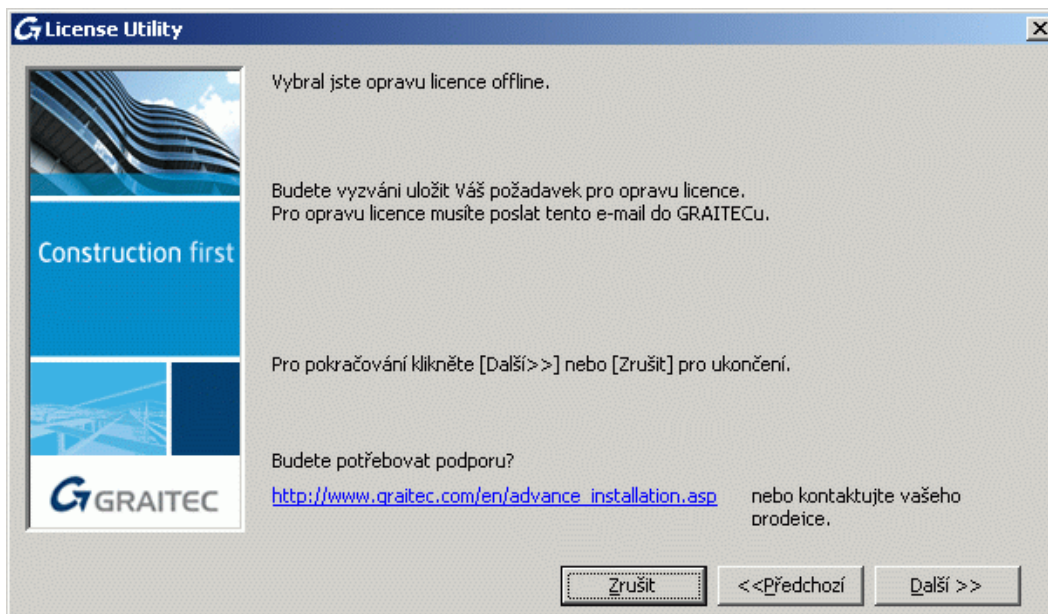 License Utility
Vybral jste opravu licence offline.
Budete vyzváni uložit Váš požadavek pro opravu licence.
Pro opravu licence musíte poslat tento e-mail do GRAITECu.
Construction first
Pro pokračování klikněte [Další>>] nebo [Zrušit] pro ukončení.
Budete potřebovat podporu?
http://www.graitec.com/en/advance_installation.asp nebo kontaktujte vašeho
prodejce.
GRAITEC
Zrušit <<Předchozí Další >>